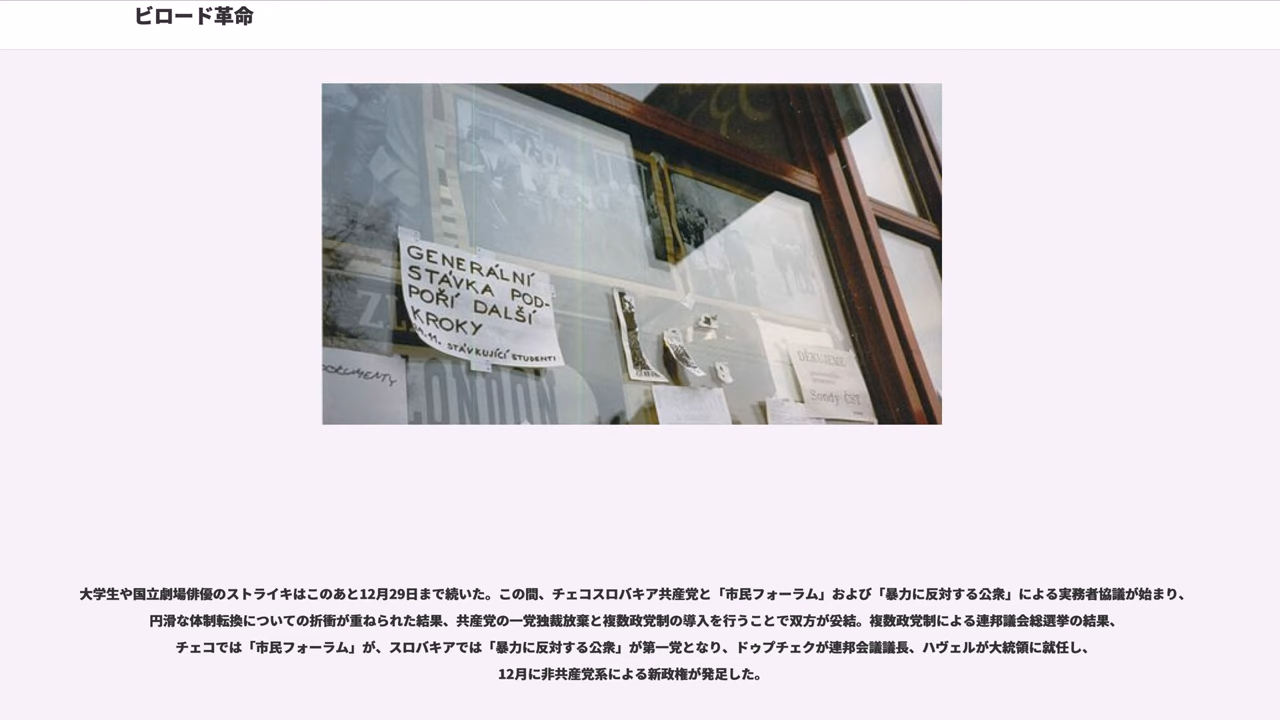 ビロード革命
GENERÁLNÍ
STÁVKA POD-
POŘÍ DALŠÍ
KROKY
STÁVKUJÍCÍ STUDENTI
LONDON
DĚKUJEME
Sondy ČST
大学生や国立劇場俳優のストライキはこのあと12月29日まで続いた。この間、チェコスロバキア共産党と「市民フォーラム」および「暴力に反対する公衆」による実務者協議が始まり、
円滑な体制転換についての折衝が重ねられた結果、共産党の一党独裁放棄と複数政党制の導入を行うことで双方が妥結。複数政党制による連邦議会総選挙の結果、
チェコでは「市民フォーラム」が、スロバキアでは「暴力に反対する公衆」が第一党となり、ドゥプチェクが連邦会議議長、ハヴェルが大統領に就任し、
12月に非共産党系による新政権が発足した。